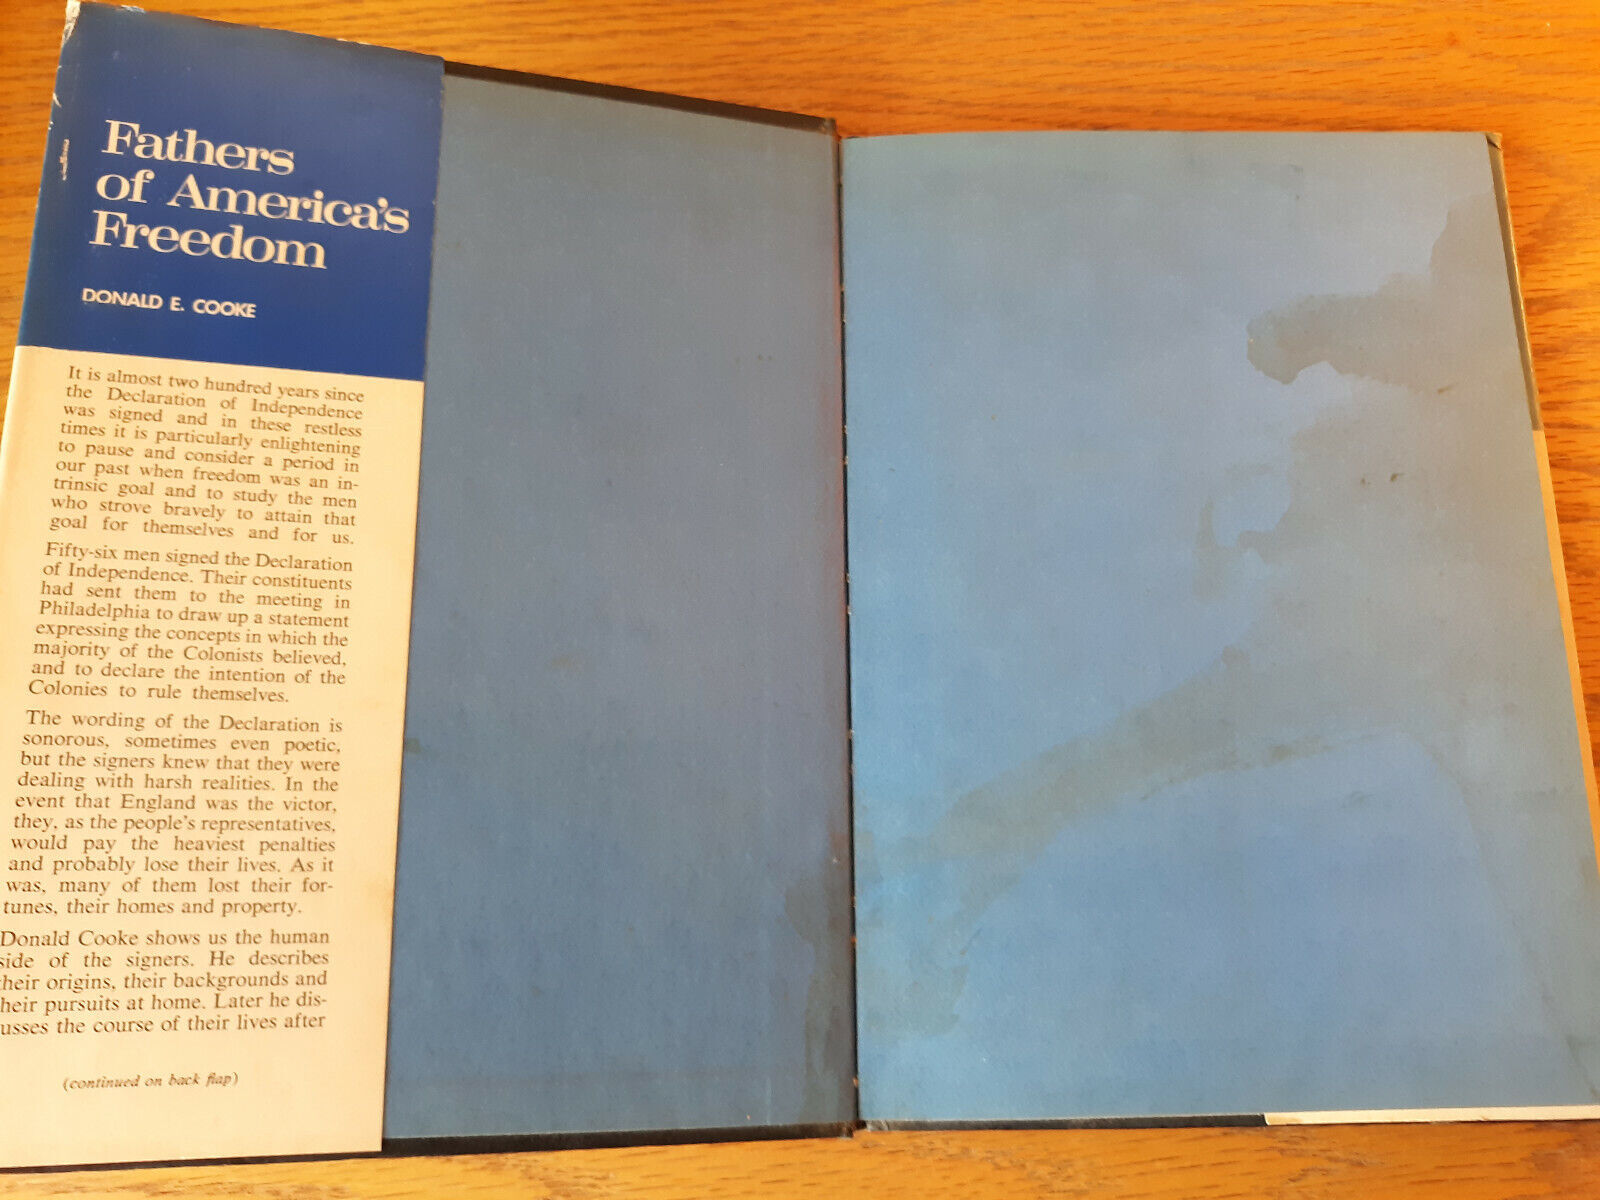 Fathers
of America's
Freedom
DONALD E. COOKE
It is almost two hundred years since
the Declaration of Independence
was signed and in these restless
times it is particularly enlightening
to pause and consider a period in
our past when freedom was an in-
trinsic goal and to study the men
who strove bravely to attain that
goal for themselves and for us.
Fifty-six men signed the Declaration
of Independence. Their constituents
had sent them to the meeting in
Philadelphia to draw up a statement
expressing the concepts in which the
majority of the Colonists believed,
and to declare the intention of the
Colonies to rule themselves.
The wording of the Declaration is
sonorous, sometimes even poetic,
but the signers knew that they were
dealing with harsh realities. In the
event that England was the victor,
they, as the people's representatives,
would pay the heaviest penalties
and probably lose their lives. As it
was, many of them lost their for-
tunes, their homes and property.
Donald Cooke shows us the human
side of the signers. He describes
their origins, their backgrounds and
heir pursuits at home. Later he dis-
usses the course of their lives after
(continued on back flap)